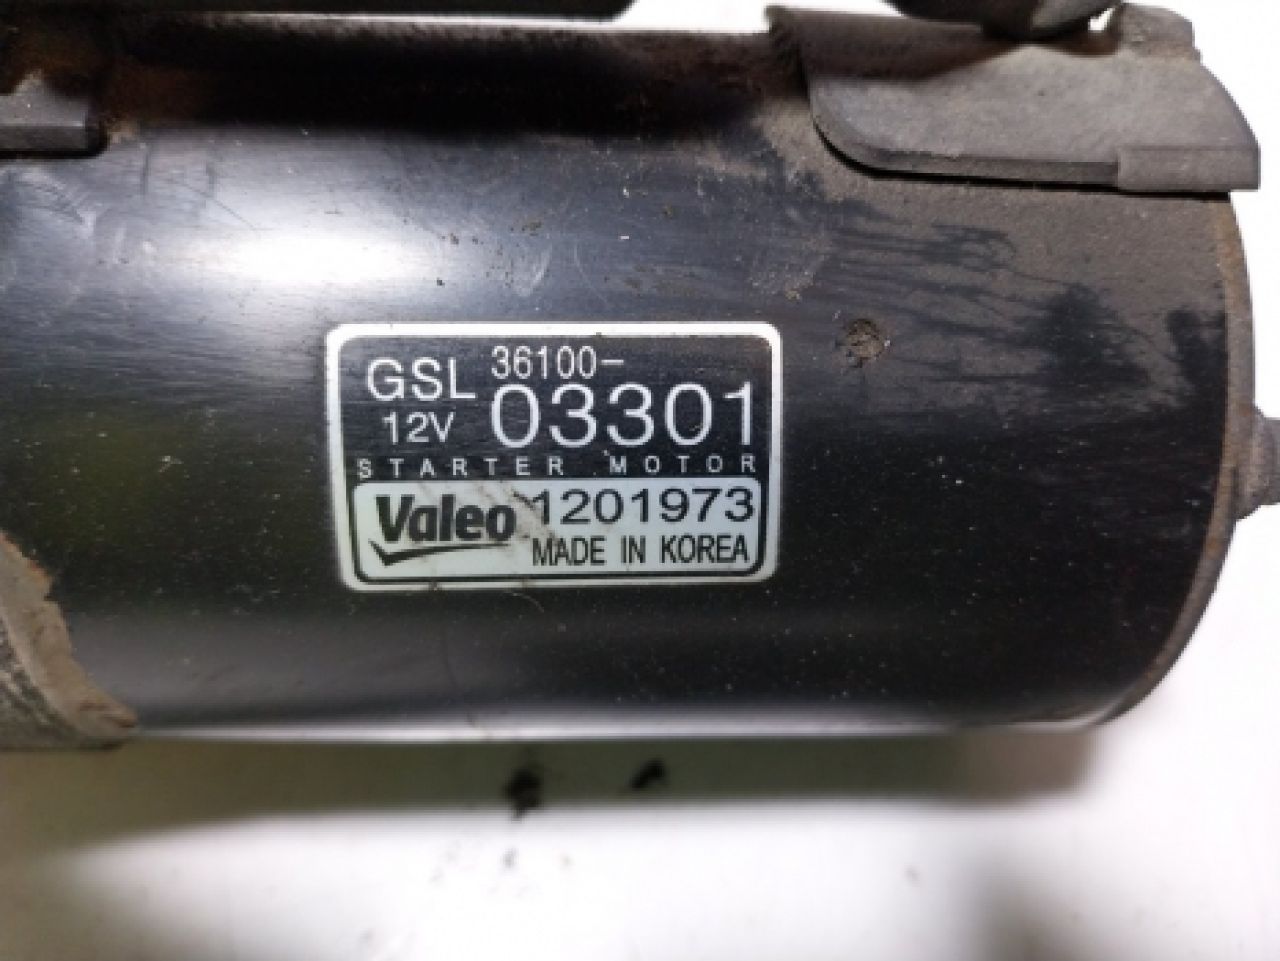 GSL 36100-
12V 03301
STARTER MOTOR
Valeo 1201973
MADE IN KOREA